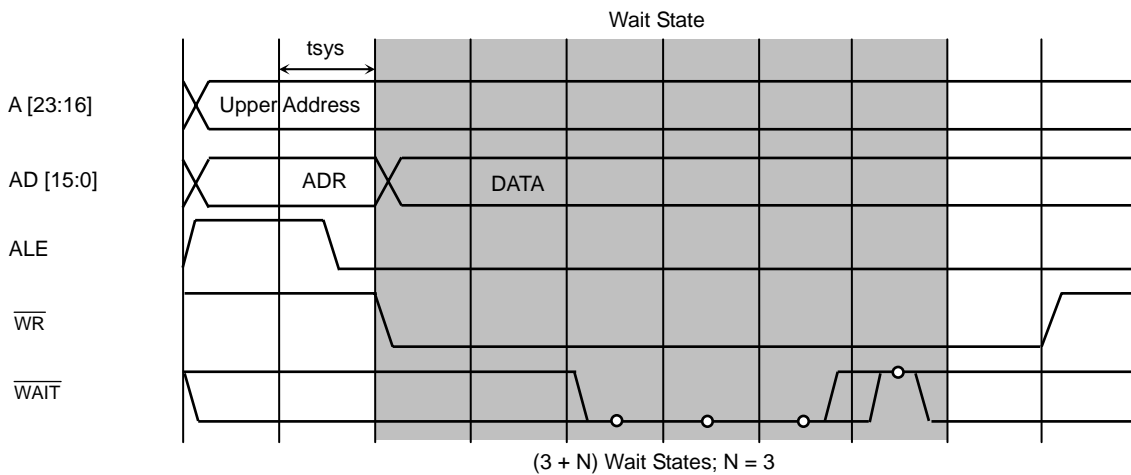 Wait State
tsys
A [23:16]
Upper Address
AD [15:0]
ADR
DATA
ALE
WR
WAIT
(3 + N) Wait States; N = 3